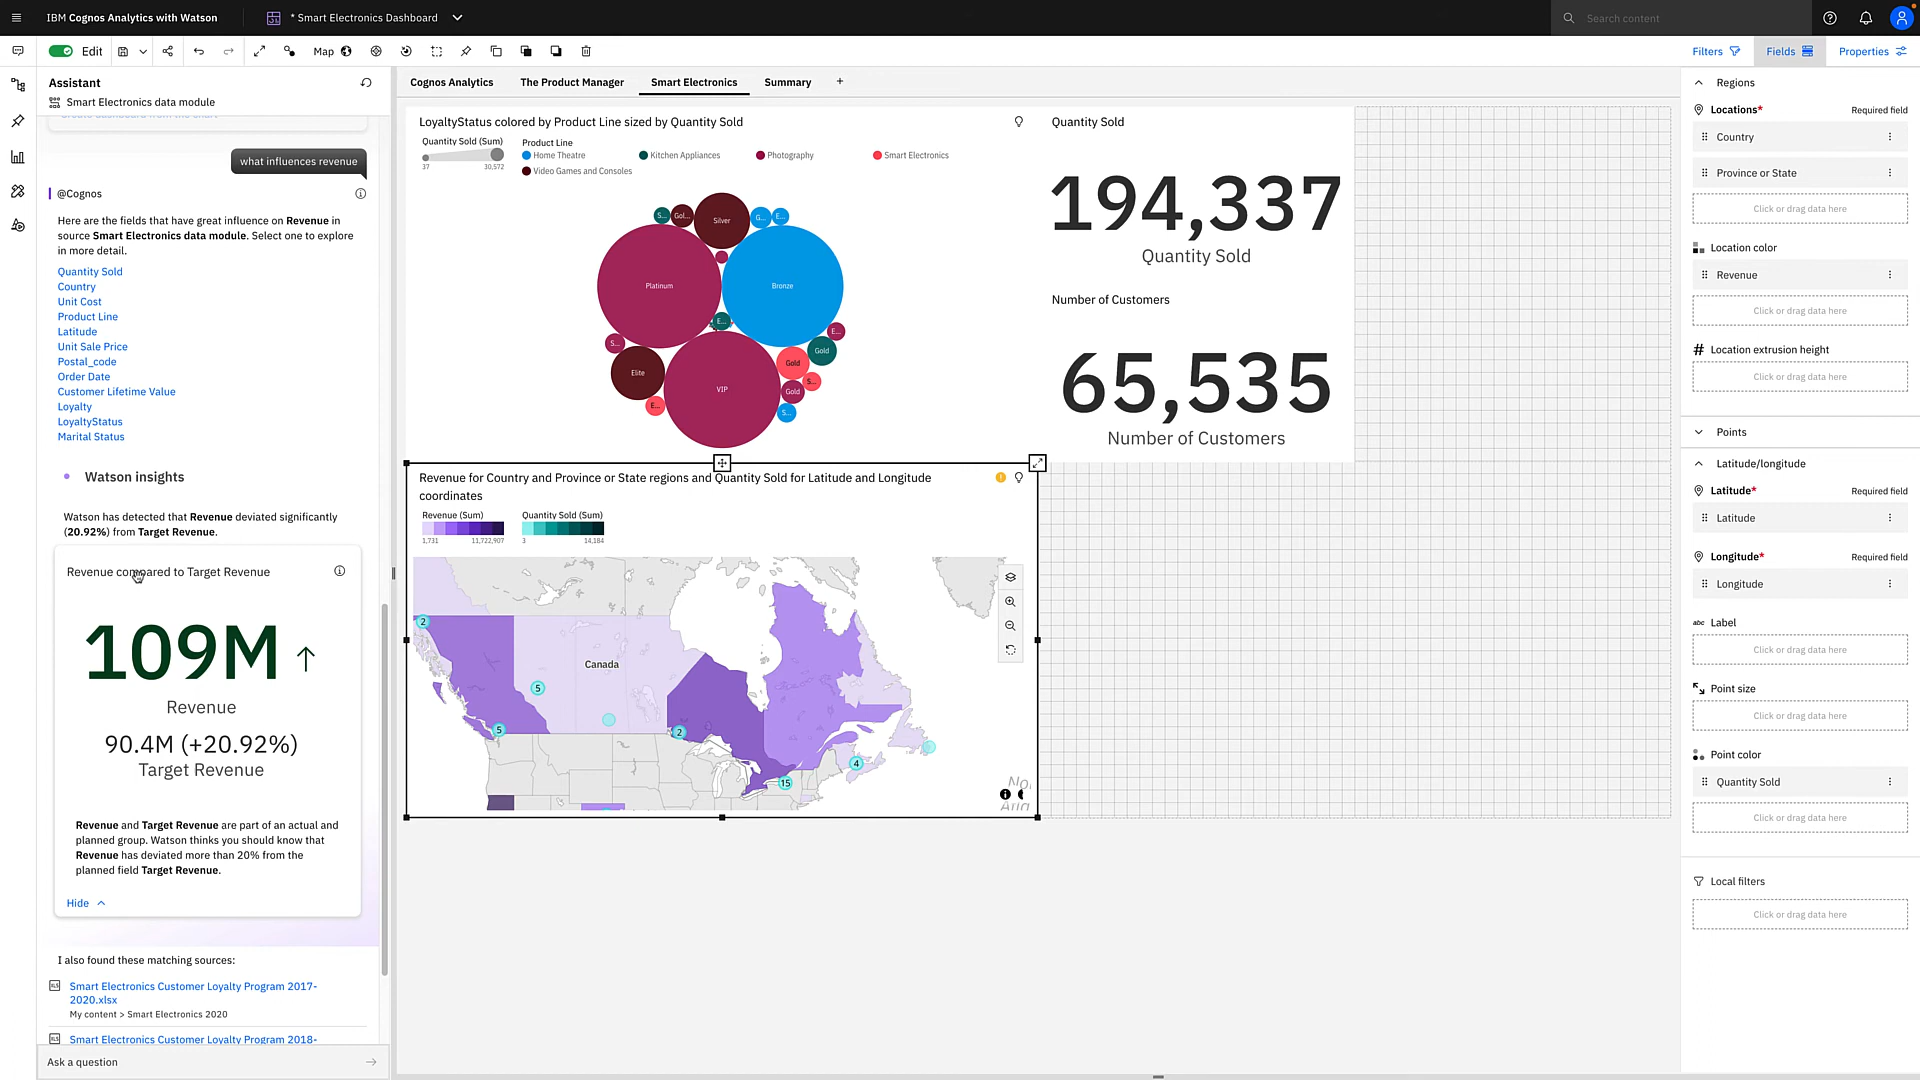 IBM Cognos Analytics with Watson
* Smart Electronics Dashboard
Search content
Edit
Map
Filters
Fields
Properties
Assistant
Smart Electronics data module
what influences revenue
@Cognos
Here are the fields that have great influence on Revenue in
source Smart Electronics data module. Select one to explore
in more detail.
Quantity Sold
Country
Unit Cost
Product Line
Latitude
Unit Sale Price
Postal_code
Order Date
Customer Lifetime Value
Loyalty
LoyaltyStatus
Marital Status
Watson insights
Watson has detected that Revenue deviated significantly
(20.92%) from Target Revenue.
Revenue compared to Target Revenue
109M
Revenue
90.4M (+20.92%)
Target Revenue
Revenue and Target Revenue are part of an actual and
planned group. Watson thinks you should know that
Revenue has deviated more than 20% from the
planned field Target Revenue.
Hide
I also found these matching sources:
Smart Electronics Customer Loyalty Program 2017-
2020.xlsx
My content > Smart Electronics 2020
Smart Electronics Customer Loyalty Program 2018-
Ask a question
Cognos Analytics
The Product Manager
Smart Electronics
Summary
LoyaltyStatus colored by Product Line sized by Quantity Sold
Quantity Sold (Sum)
37
30,572
Product Line
Home Theatre
Kitchen Appliances
Photography
Smart Electronics
Video Games and Consoles
S...
Gol...
Silver
G...
E...
Platinum
Bronze
E...
E...
S...
Gold
Gold
Elite
S...
VIP
Gold
E...
S...
Quantity Sold
194,337
Quantity Sold
Number of Customers
65,535
Number of Customers
Revenue for Country and Province or State regions and Quantity Sold for Latitude and Longitude
coordinates
Revenue (Sum)
1,731
11,722,907
Quantity Sold (Sum)
3
14,184
2
Canada
5
5
2
4
15
Regions
Locations*
Required field
Country
Province or State
Click or drag data here
Location color
Revenue
Click or drag data here
Location extrusion height
Click or drag data here
Points
Latitude/longitude
Latitude*
Required field
Latitude
Longitude*
Required field
Longitude
abc Label
Click or drag data here
Point size
Click or drag data here
Point color
Quantity Sold
Click or drag data here
Local filters
Click or drag data here